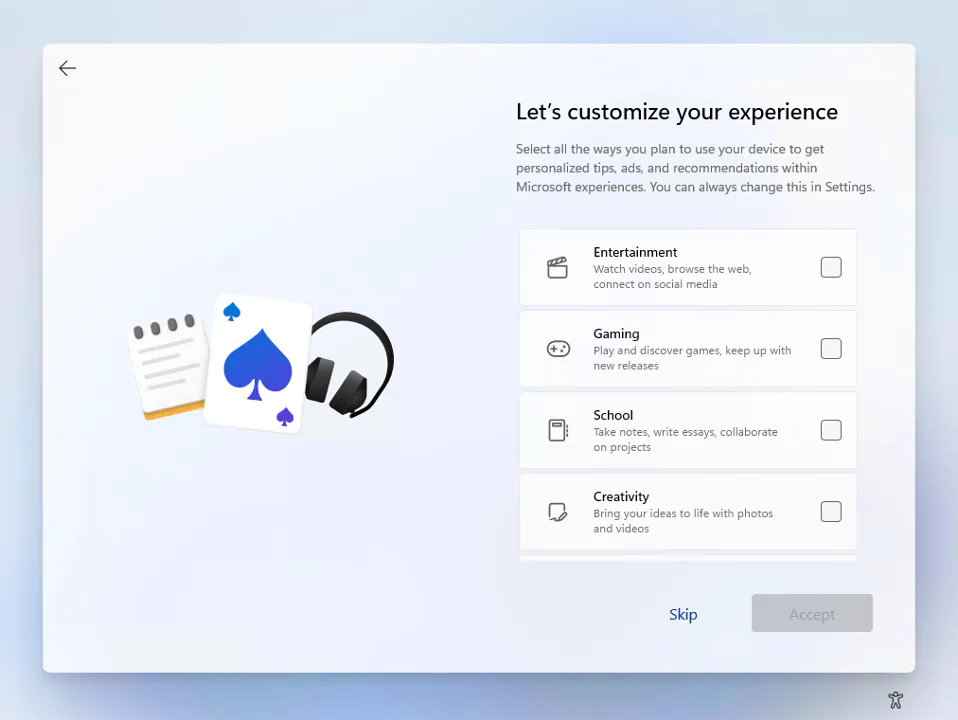 Let's customize your experience
Select all the ways you plan to use your device to get
personalized tips, ads, and recommendations within
Microsoft experiences. You can always change this in Settings.
Entertainment
Watch videos, browse the web,
connect on social media
Gaming
Play and discover games, keep up with
new releases
School
Take notes, write essays, collaborate
on projects
Creativity
Bring your ideas to life with photos
and videos
Skip
Accept